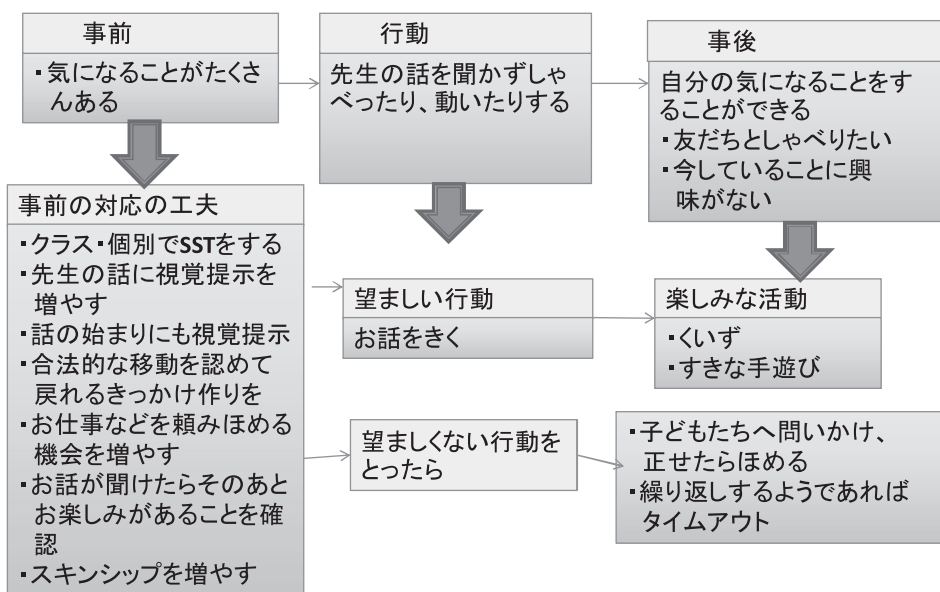 事前
・気になることがたくさ
んある
行動
先生の話を聞かずしゃ
べったり、動いたりする
事後
自分の気になることをす
ることができる
・友だちとしゃべりたい
・今していることに興
味がない
事前の対応の工夫
・クラス・個別でSSTをする
・先生の話に視覚提示を
増やす
・話の始まりにも視覚提示
・合法的な移動を認めて
戻れるきっかけ作りを
・お仕事などを頼みほめる
機会を増やす
・お話が聞けたらそのあと
お楽しみがあることを確
認
・スキンシップを増やす
望ましい行動
お話をきく
楽しみな活動
・くいず
・すきな手遊び
望ましくない行動を
とったら
・子どもたちへ問いかけ、
正せたらほめる
・繰り返しするようであれば
タイムアウト